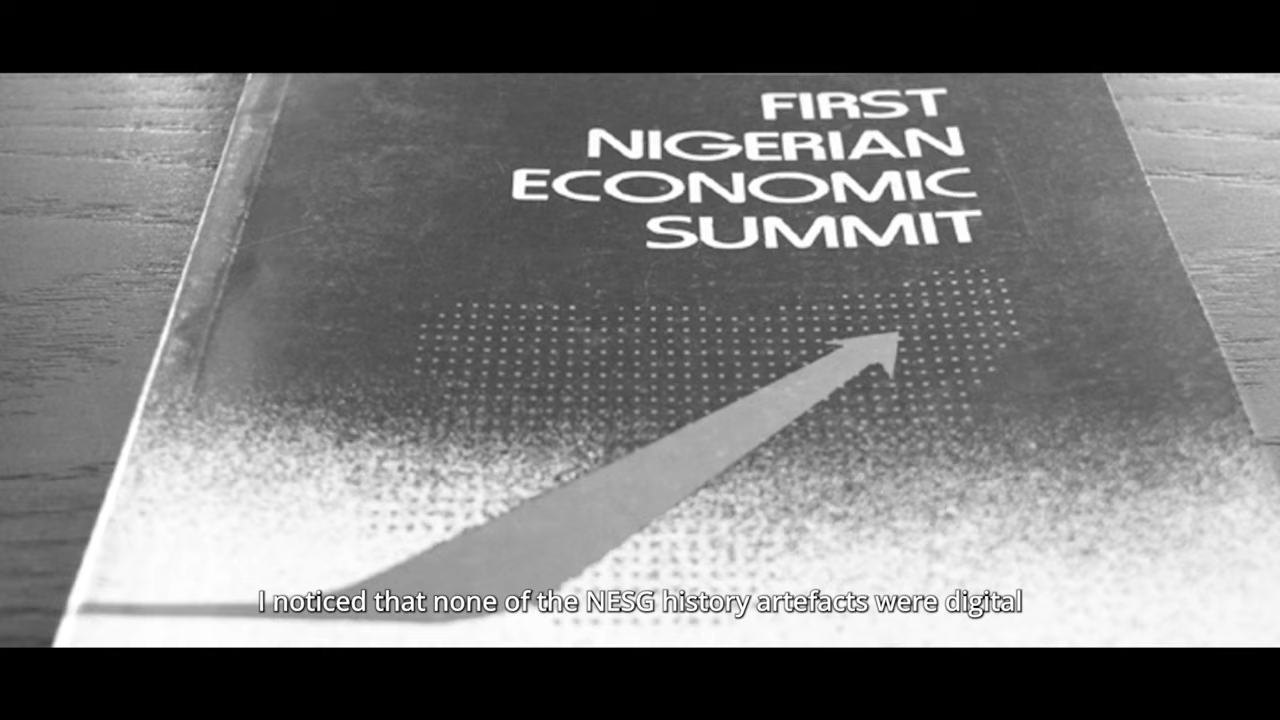 FIRST
NIGERIAN
ECONOMIC
SUMMIT
I noticed that none of the NESG history artefacts were digital